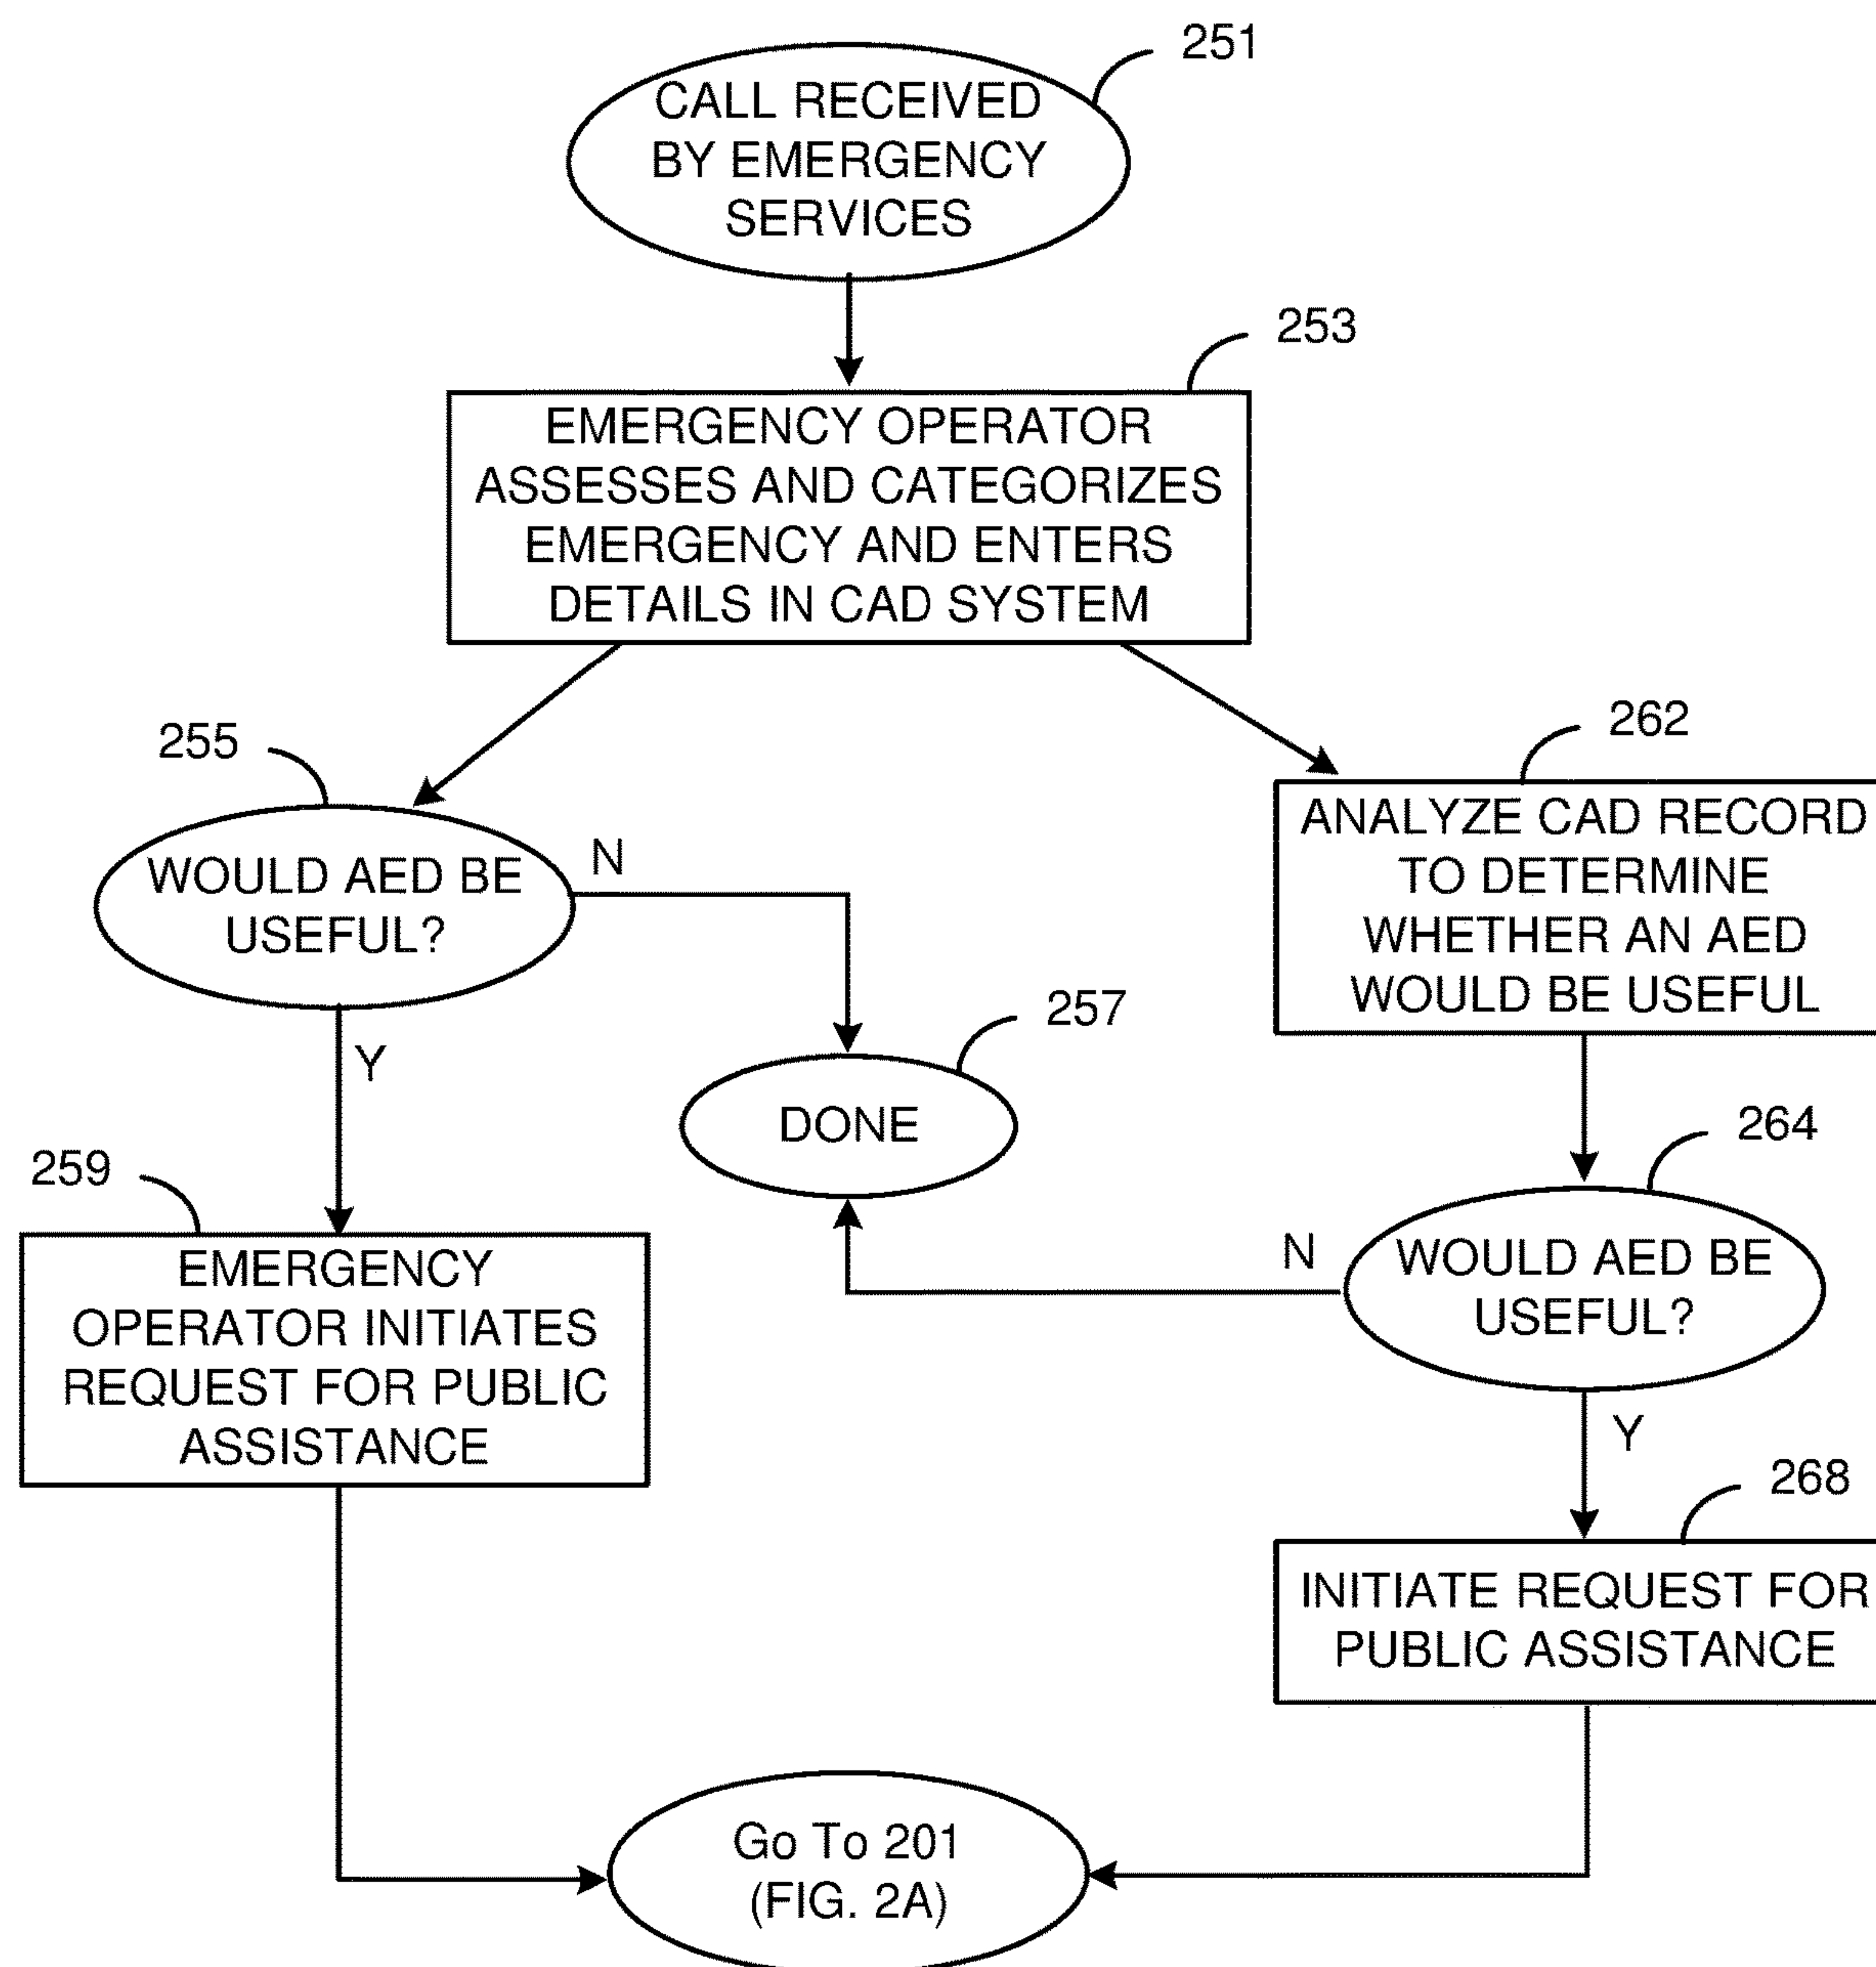 251
CALL RECEIVED
BY EMERGENCY
SERVICES
253
EMERGENCY OPERATOR
ASSESSES AND CATEGORIZES
EMERGENCY AND ENTERS
DETAILS IN CAD SYSTEM
255
WOULD AED BE
USEFUL?
N
Y
262
ANALYZE CAD RECORD
TO DETERMINE
WHETHER AN AED
WOULD BE USEFUL
257
DONE
264
WOULD AED BE
USEFUL?
N
Y
259
EMERGENCY
OPERATOR INITIATES
REQUEST FOR PUBLIC
ASSISTANCE
268
INITIATE REQUEST FOR
PUBLIC ASSISTANCE
Go To 201
(FIG. 2A)